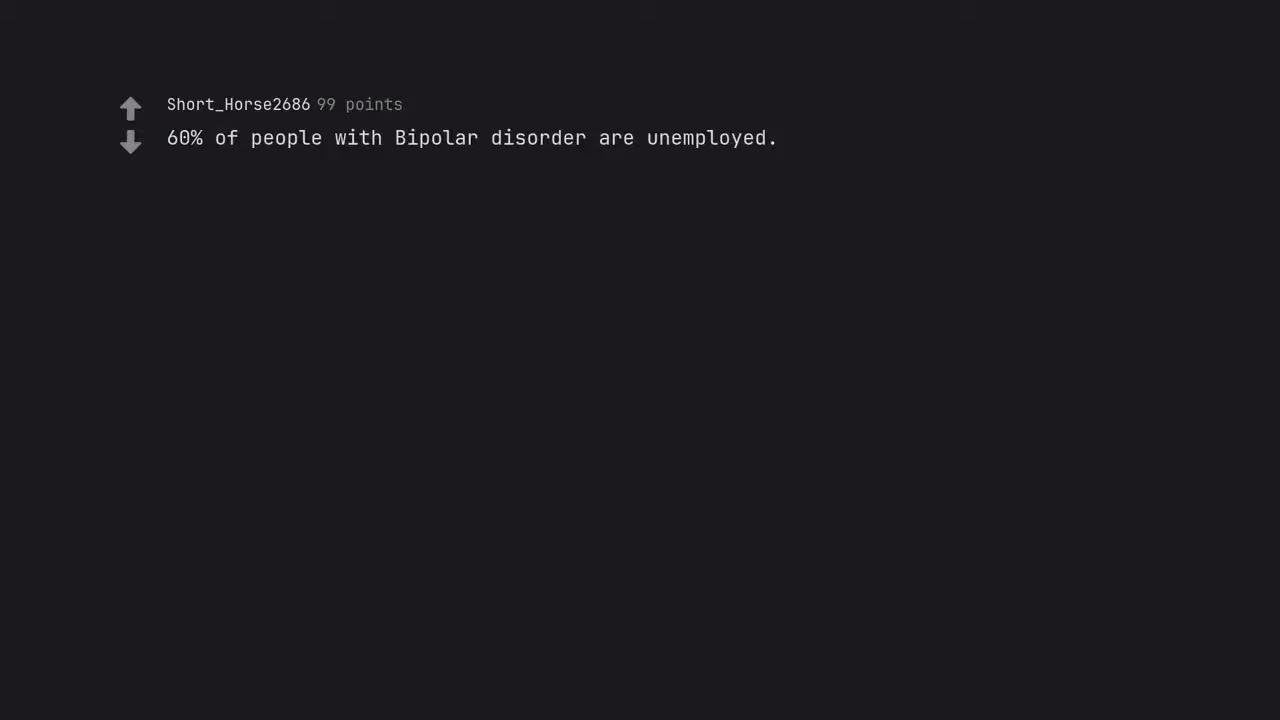 Short_Horse2686 99 points
60% of people with Bipolar disorder are unemployed.